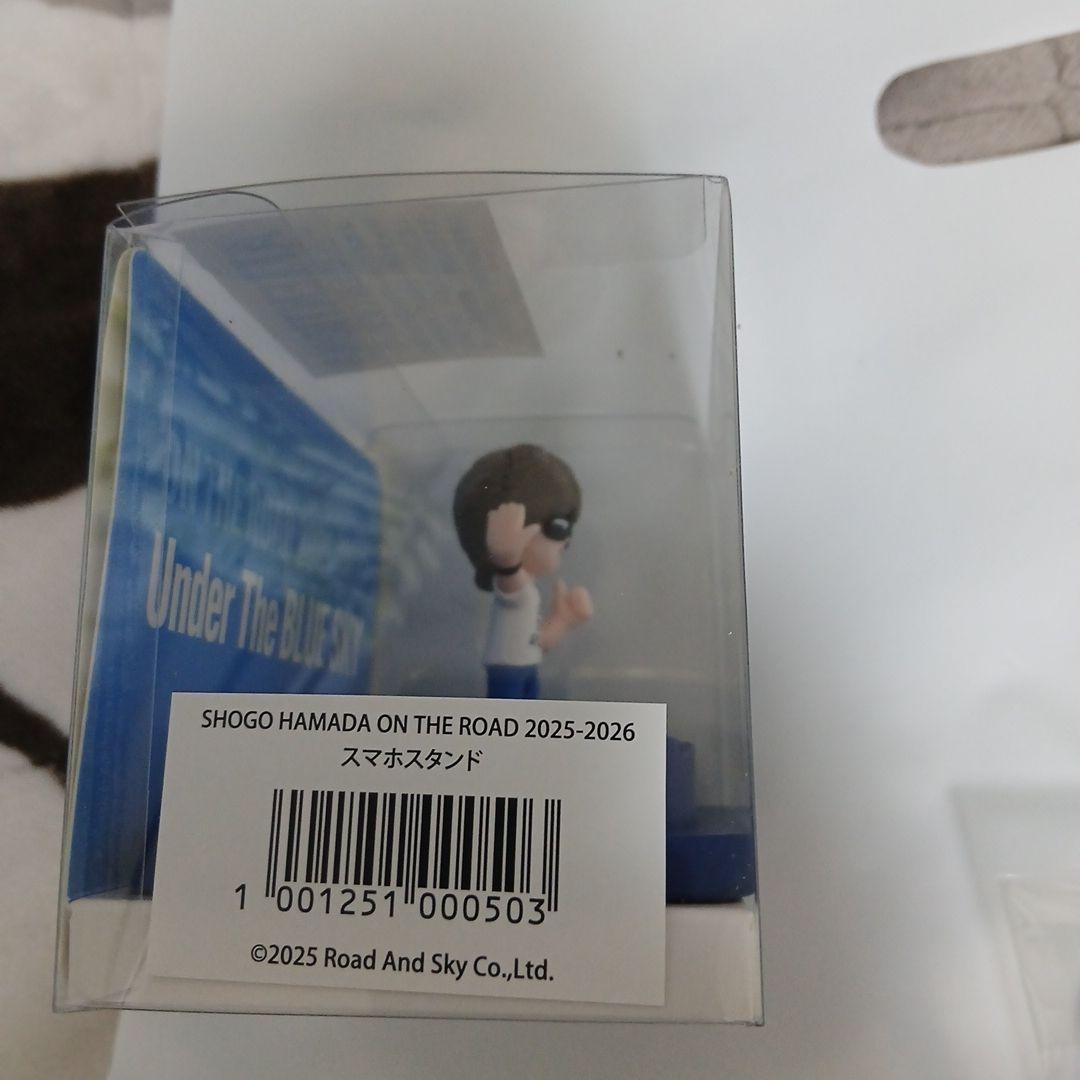 Under The BLUE SKY
SHOGO HAMADA ON THE ROAD 2025-2026
スマホスタンド
1 001251 000503
©2025 Road And Sky Co.,Ltd.